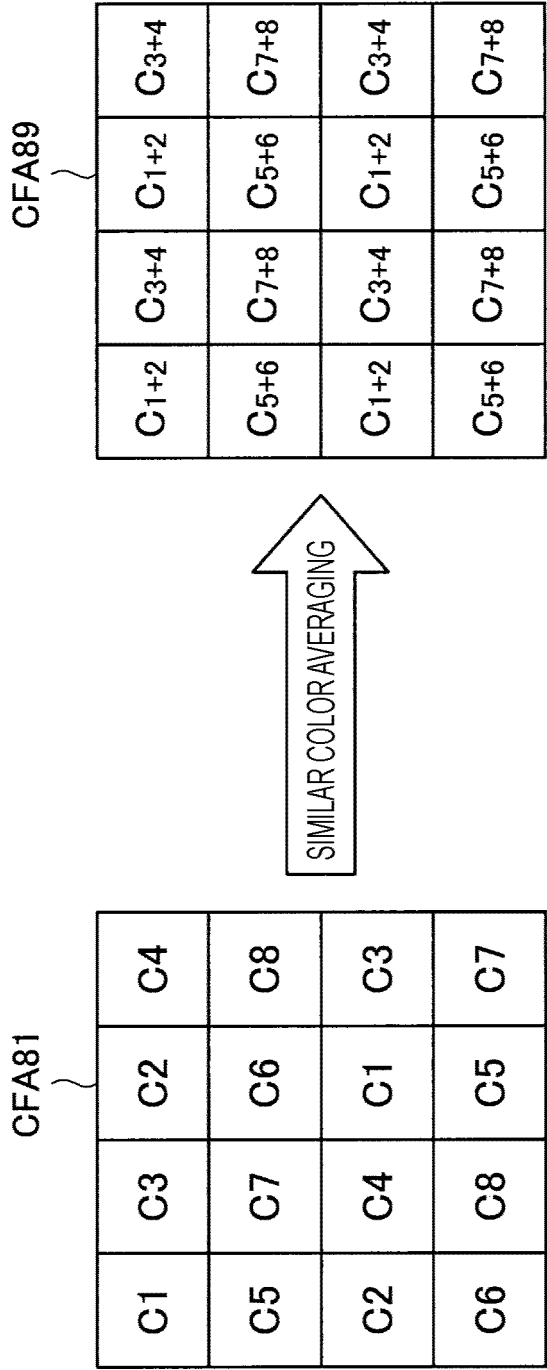 CFA81
C1 C3 C2 C4
C5 C7 C6 C8
C2 C4 C1 C3
C6 C8 C5 C7
SIMILAR COLOR AVERAGING
CFA89
C1+2 C3+4 C1+2 C3+4
C5+6 C7+8 C5+6 C7+8
C1+2 C3+4 C1+2 C3+4
C5+6 C7+8 C5+6 C7+8